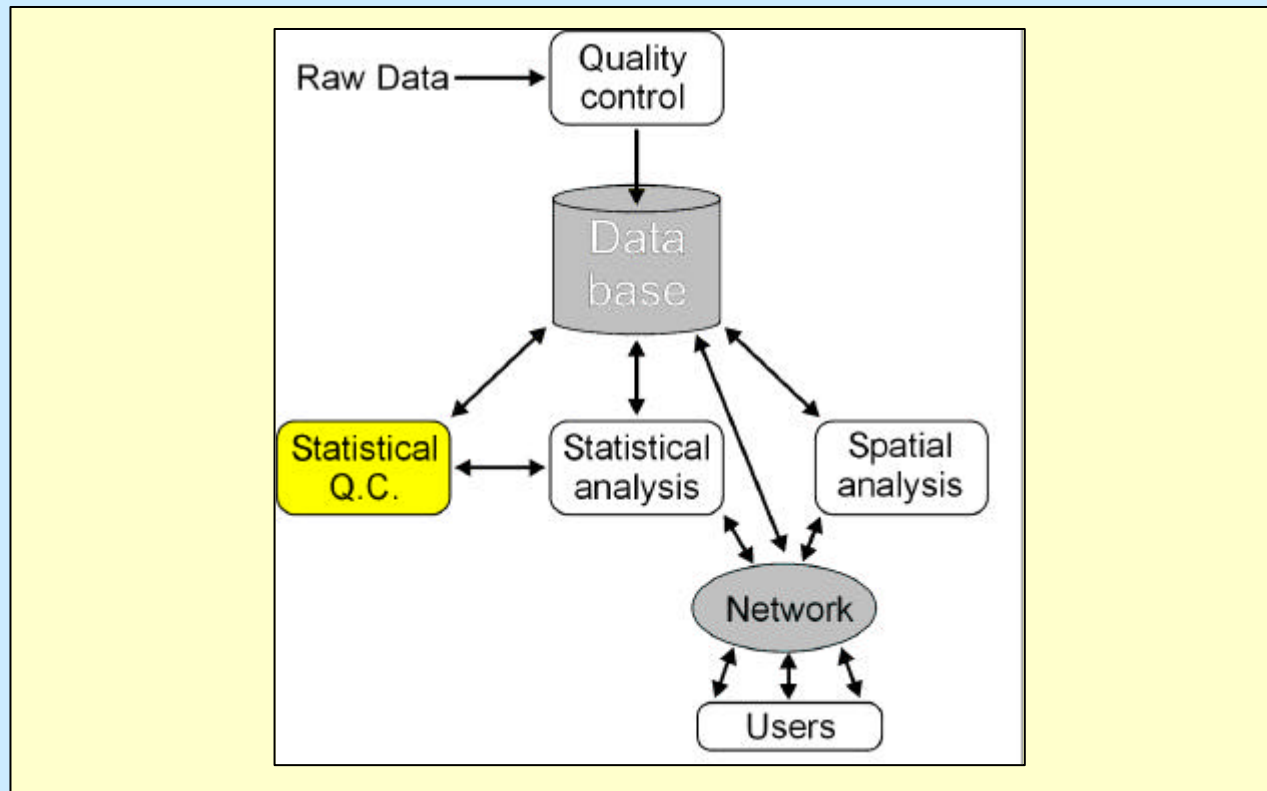 Raw Data
Quality
control
Data
base
Statistical
Q.C.
Statistical
analysis
Spatial
analysis
Network
Users